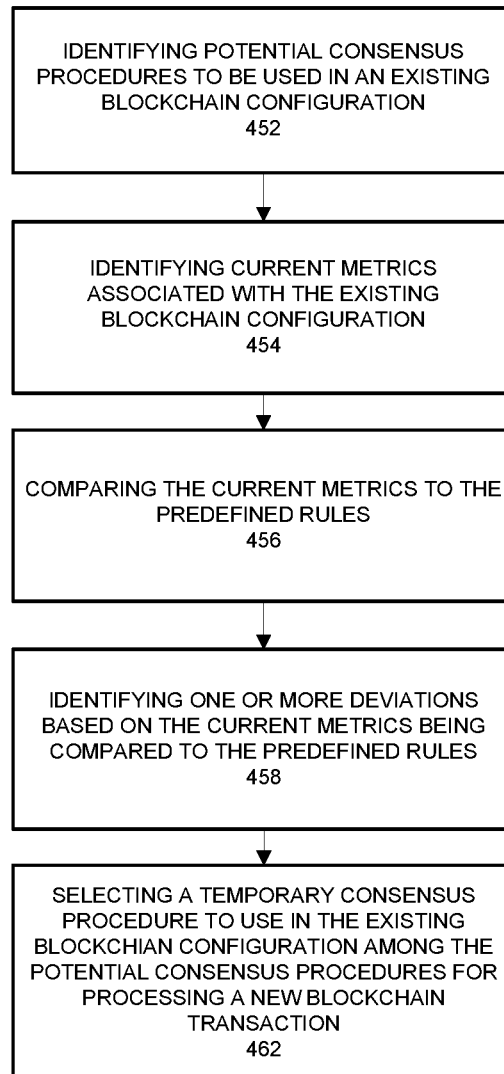 IDENTIFYING POTENTIAL CONSENSUS
PROCEDURES TO BE USED IN AN EXISTING
BLOCKCHAIN CONFIGURATION
452
IDENTIFYING CURRENT METRICS
ASSOCIATED WITH THE EXISTING
BLOCKCHAIN CONFIGURATION
454
COMPARING THE CURRENT METRICS TO THE
PREDEFINED RULES
456
IDENTIFYING ONE OR MORE DEVIATIONS
BASED ON THE CURRENT METRICS BEING
COMPARED TO THE PREDEFINED RULES
458
SELECTING A TEMPORARY CONSENSUS
PROCEDURE TO USE IN THE EXISTING
BLOCKCHIAN CONFIGURATION AMONG THE
POTENTIAL CONSENSUS PROCEDURES FOR
PROCESSING A NEW BLOCKCHAIN
TRANSACTION
462